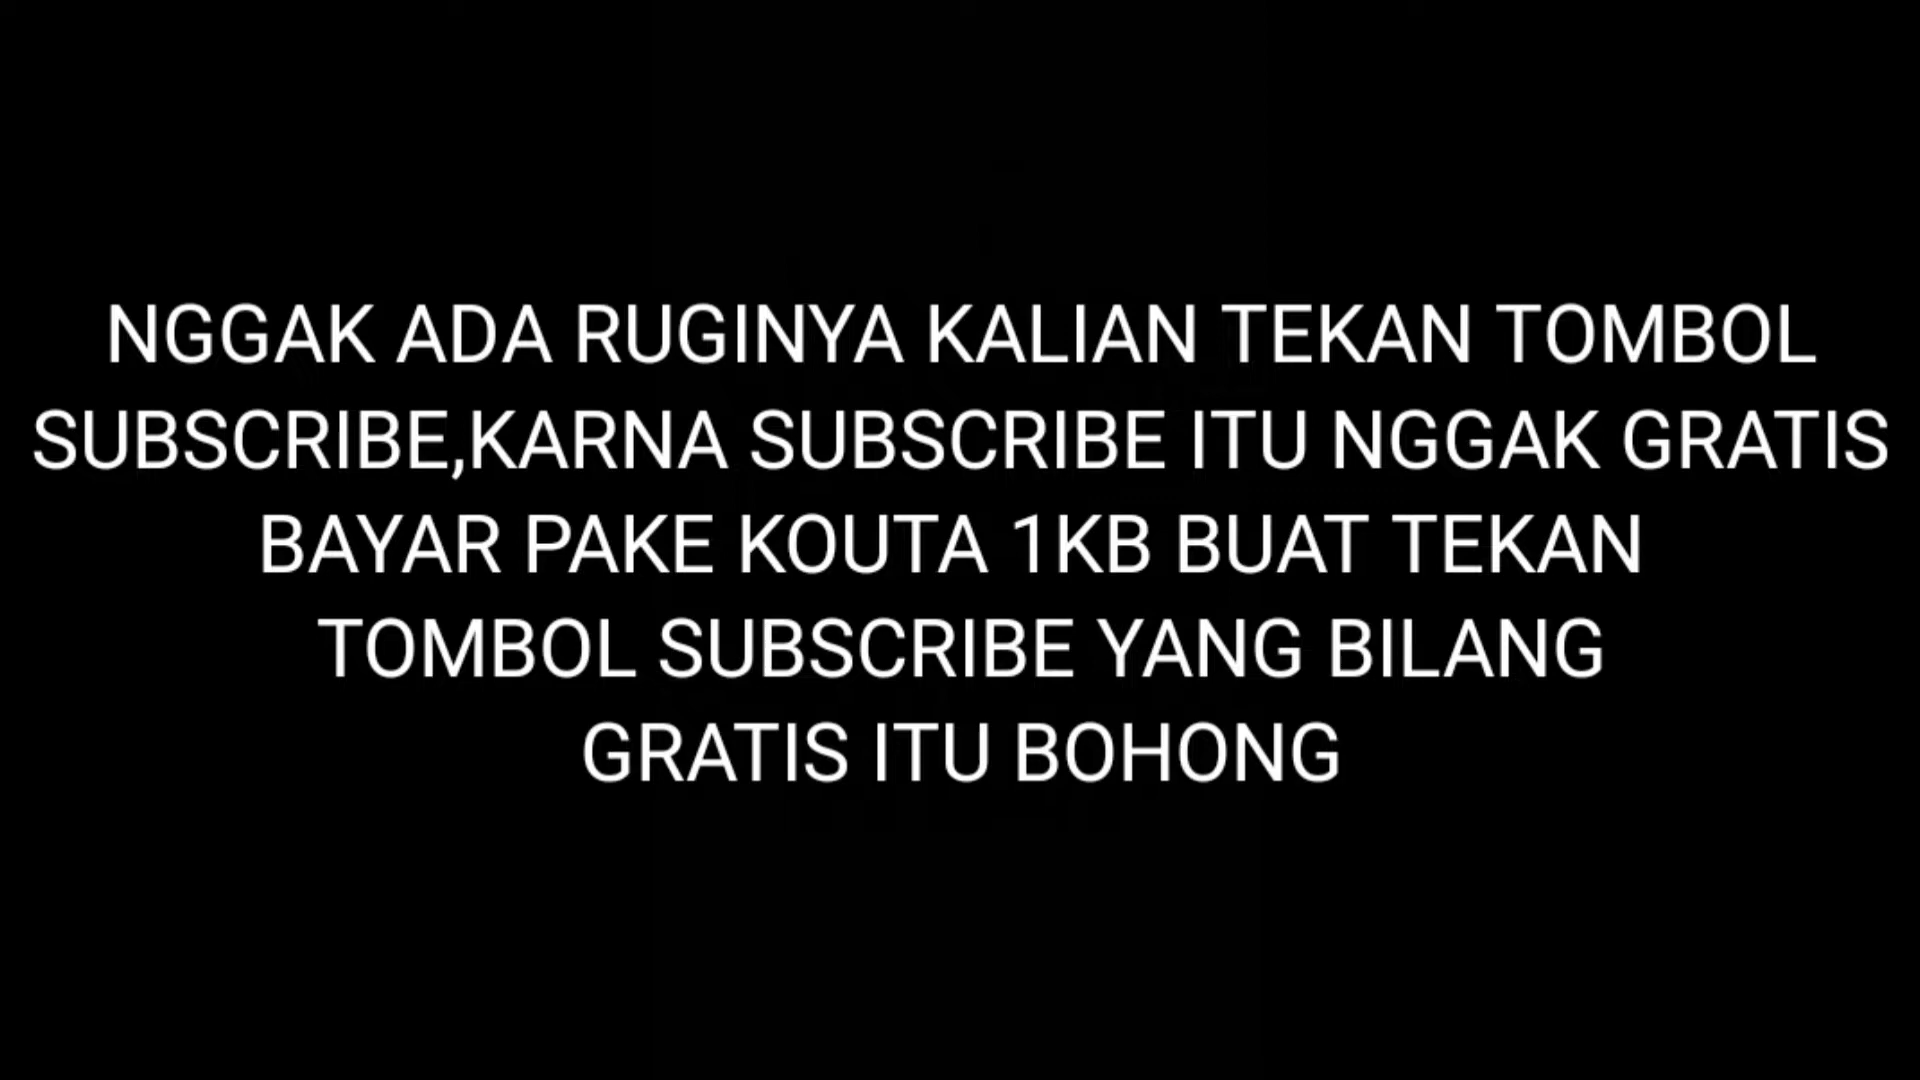 NGGAK ADA RUGINYA KALIAN TEKAN TOMBOL
SUBSCRIBE,KARNA SUBSCRIBE ITU NGGAK GRATIS
BAYAR PAKE KOUTA 1KB BUAT TEKAN
TOMBOL SUBSCRIBE YANG BILANG
GRATIS ITU BOHONG